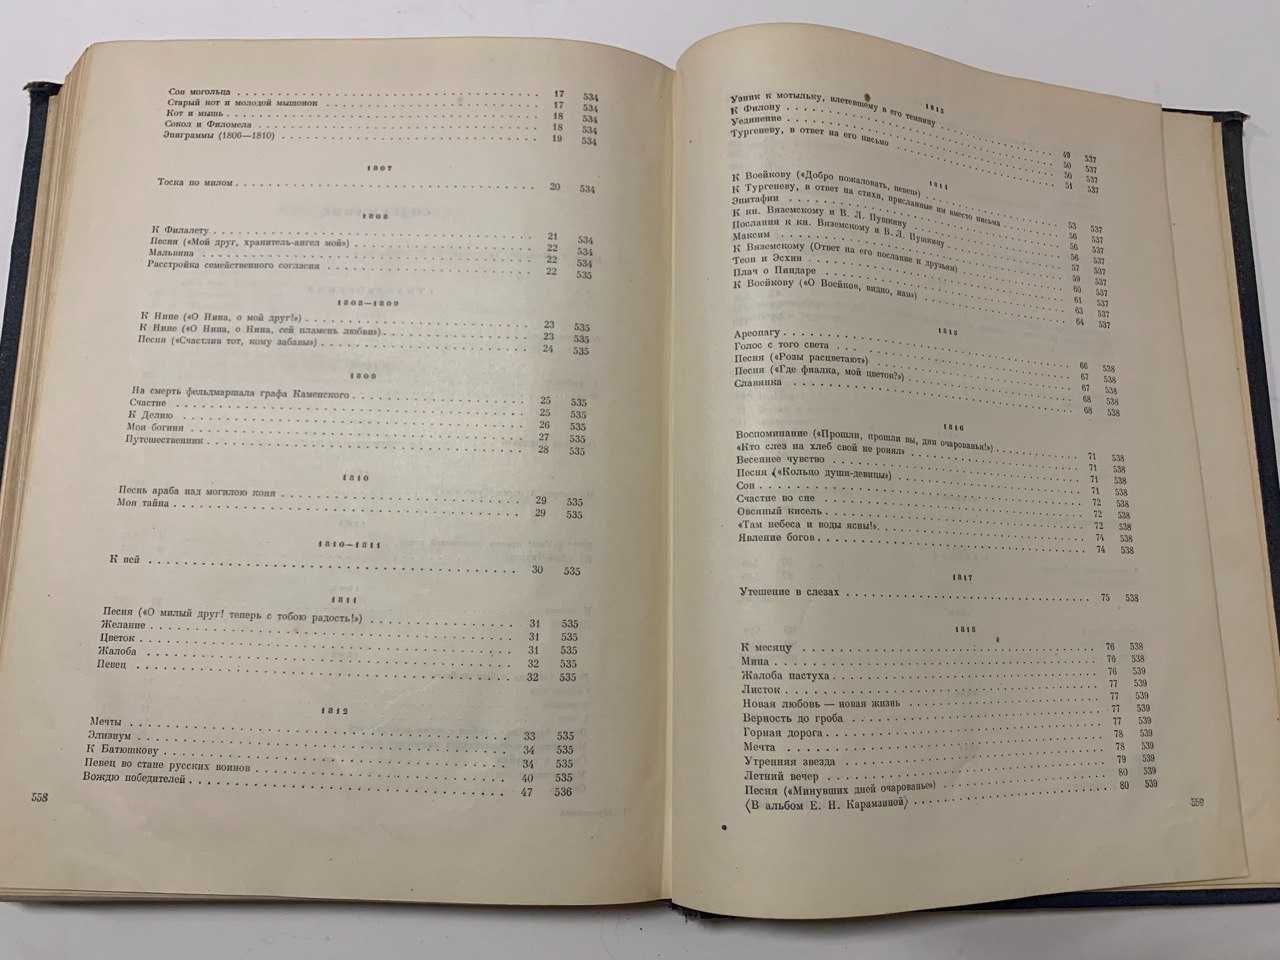 Сон могольца 17 534
Старый кот и молодой мышонок 17 534
Кот и мышь 18 534
Сокол и Филомела 18 534
Эпиграммы (1806—1810) 19 534
1807
Тоска по милом 20 534
1808
К Филалету 21 534
Песня («Мой друг, хранитель-ангел мой») 22 534
Мальвина 22 534
Расстройка семейственного согласия 22 535
1808—1809
К Нине («О Нина, о мой друг!») 23 535
К Нине («О Нина, о Нина, сей пламень любви») 23 535
Песня («Счастлив тот, кому забавы») 24 535
1809
На смерть фельдмаршала графа Каменского 25 535
Счастие 25 535
К Делию 26 535
Моя богиня 27 535
Путешественник 28 535
1810
Песнь араба над могилою коня 29 535
Моя тайна 29 535
1810—1811
К ней 30 535
1811
Песня («О милый друг! теперь с тобою радость!») 31 535
Желание 31 535
Цветок 31 535
Жалоба 32 535
Певец 32 535
1812
Мечты 33 535
Элизиум 34 535
К Батюшкову 34 535
Певец во стане русских воинов 40 535
Вождю победителей 47 536
558
1813
Узник к мотыльку, влетевшему в его темницу 49 537
К Филону 50 537
Уединение 50 537
Тургеневу, в ответ на его письмо 51 537
1814
К Воейкову («Добро пожаловать, певец») 53 537
К Тургеневу, в ответ на стихи, присланные им вместо письма 56 537
Эпитафии 56 537
К кн. Вяземскому и В. Л. Пушкину 56 537
Послания к кн. Вяземскому и В. Л. Пушкину 57 537
Максим 59 537
К Вяземскому (Ответ на его послание к друзьям) 60 537
Теон и Эсхин 61 537
Плач о Пиндаре 63 537
К Воейкову («О Воейков, видно, нам») 64 537
1815
Ареопагу 66 538
Голос с того света 67 538
Песня («Розы расцветают») 67 538
Песня («Где фиалка, мой цветок?») 68 538
Славянка 68 538
1816
Воспоминание («Прошли, прошли вы, дни очарованья!») 71 538
«Кто слез на хлеб свой не ронял» 71 538
Весеннее чувство 71 538
Песня («Кольцо души-девицы») 71 538
Сон 72 538
Счастие во сне 72 538
Овсяный кисель 72 538
«Там небеса и воды ясны!» 74 538
Явление богов 74 538
1817
Утешение в слезах 75 538
1818
К месяцу 76 538
Мина 76 538
Жалоба пастуха 76 539
Листок 77 539
Новая любовь — новая жизнь 77 539
Верность до гроба 77 539
Горная дорога 77 539
Мечта 78 539
Утренняя звезда 78 539
Летний вечер 79 539
Песня («Минувших дней очарованье») 80 539
⟨В альбом Е. Н. Карамзиной⟩ 80 539
559